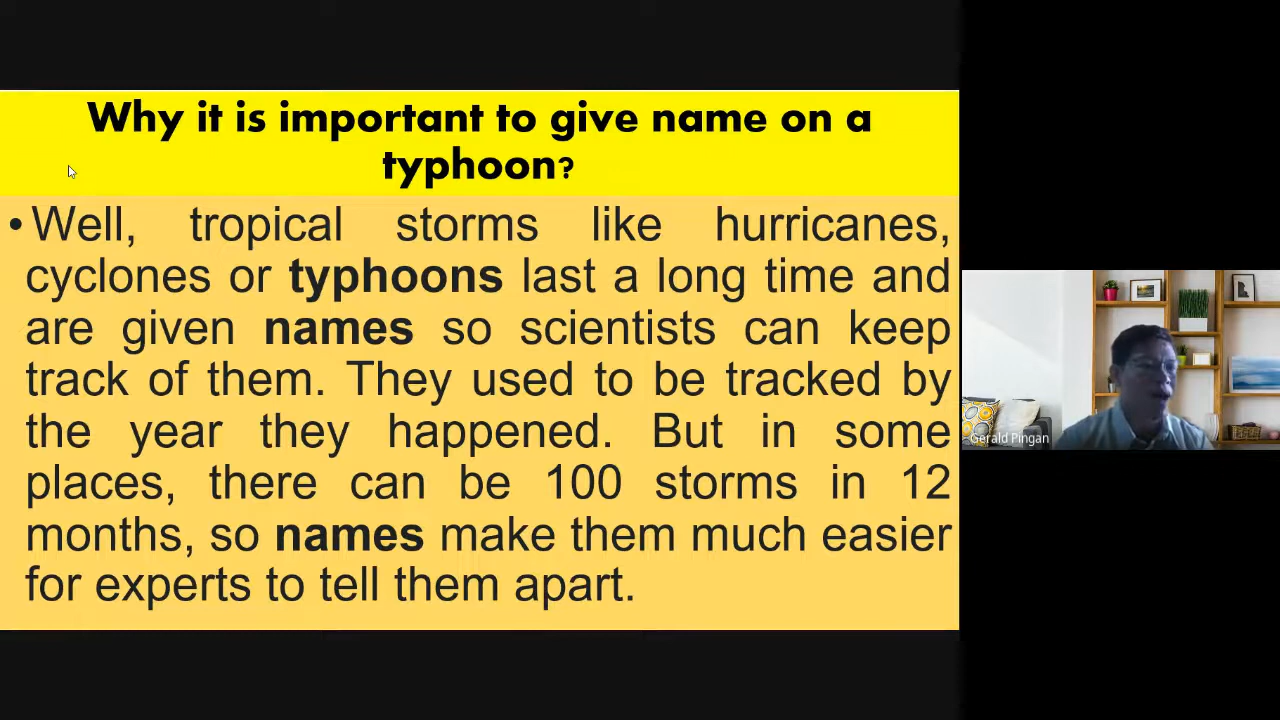 Why it is important to give name on a
typhoon?
• Well, tropical storms like hurricanes,
cyclones or typhoons last a long time and
are given names so scientists can keep
track of them. They used to be tracked by
the year they happened. But in some
places, there can be 100 storms in 12
months, so names make them much easier
for experts to tell them apart.
Gerald Pingan